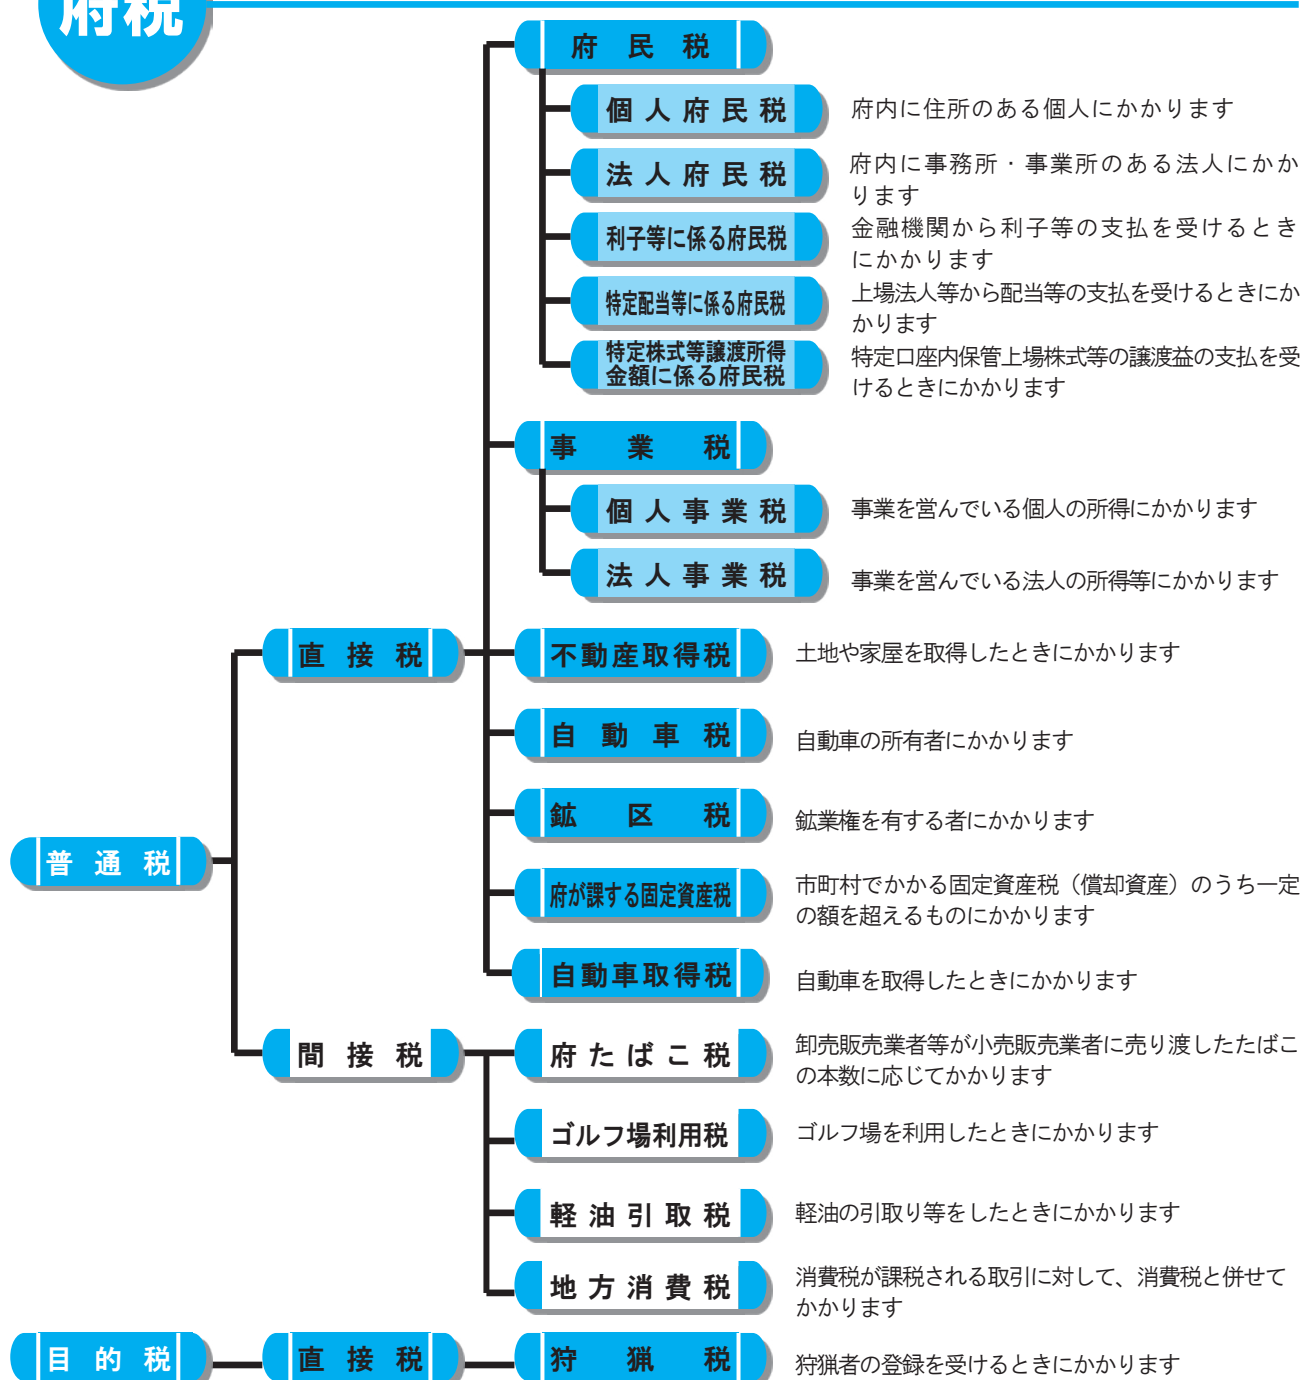 府税
府民税
個人府民税
府内に住所のある個人にかかります
法人府民税
府内に事務所・事業所のある法人にかか
ります
利子等に係る府民税
金融機関から利子等の支払を受けるとき
にかかります
特定配当等に係る府民税
上場法人等から配当等の支払を受けるときにか
かります
特定株式等譲渡所得
金額に係る府民税
特定口座内保管上場株式等の譲渡益の支払を受
けるときにかかります
事業税
個人事業税
事業を営んでいる個人の所得にかかります
法人事業税
事業を営んでいる法人の所得等にかかります
直接税
不動産取得税
土地や家屋を取得したときにかかります
自動車税
自動車の所有者にかかります
鉱区税
鉱業権を有する者にかかります
普通税
府が課する固定資産税
市町村でかかる固定資産税（償却資産）のうち一定
の額を超えるものにかかります
自動車取得税
自動車を取得したときにかかります
間接税
府たばこ税
卸売販売業者等が小売販売業者に売り渡したたばこ
の本数に応じてかかります
ゴルフ場利用税
ゴルフ場を利用したときにかかります
軽油引取税
軽油の引取り等をしたときにかかります
地方消費税
消費税が課税される取引に対して、消費税と併せて
かかります
目的税
直接税
狩猟税
狩猟者の登録を受けるときにかかります